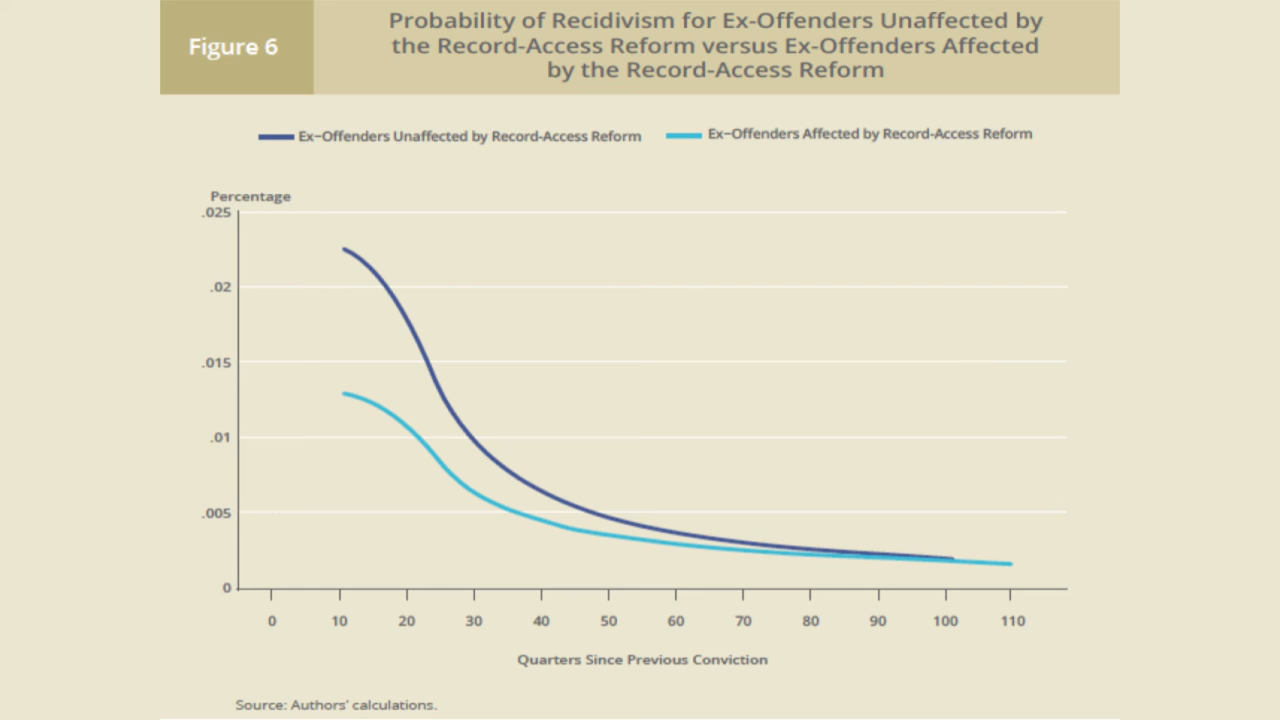 Figure 6
Probability of Recidivism for Ex-Offenders Unaffected by
the Record-Access Reform versus Ex-Offenders Affected
by the Record-Access Reform
Ex−Offenders Unaffected by Record-Access Reform
Ex−Offenders Affected by Record-Access Reform
Percentage
.025
.02
.015
.01
.005
0
0 10 20 30 40 50 60 70 80 90 100 110
Quarters Since Previous Conviction
Source: Authors’ calculations.